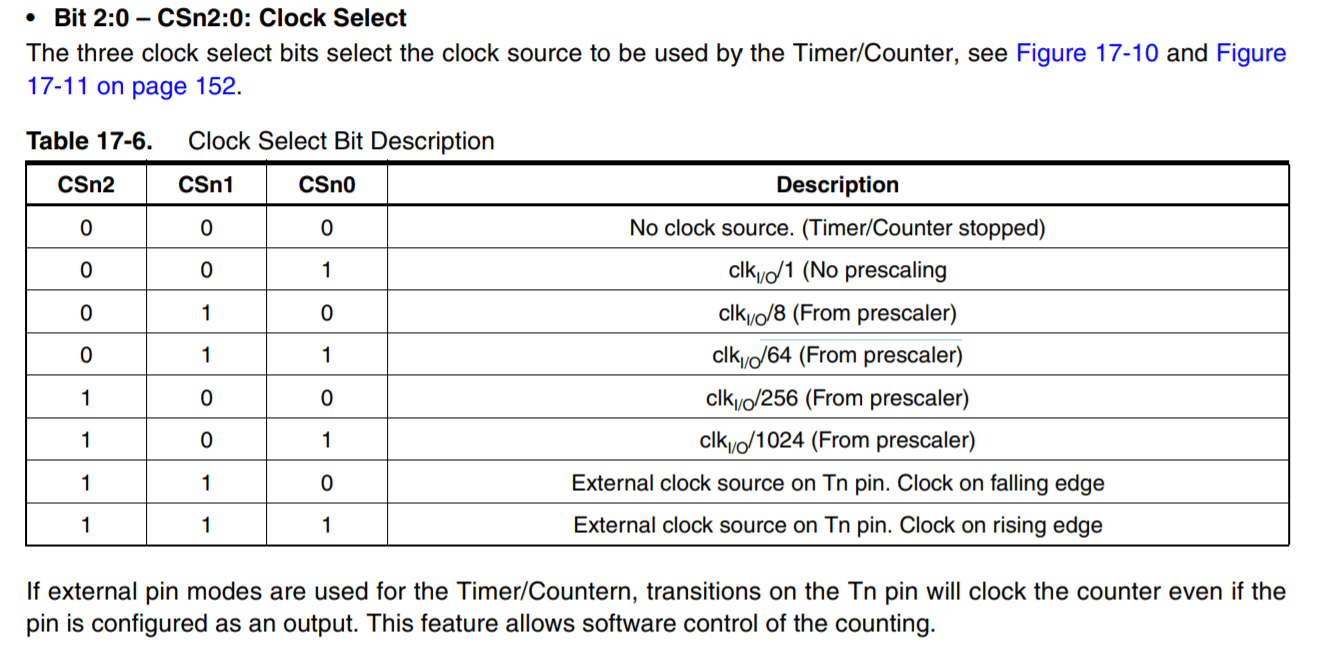 • Bit 2:0 – CSn2:0: Clock Select
The three clock select bits select the clock source to be used by the Timer/Counter, see Figure 17-10 and Figure
17-11 on page 152.
Table 17-6. Clock Select Bit Description
CSn2 CSn1 CSn0 Description
0 0 0 No clock source. (Timer/Counter stopped)
0 0 1 clkI/O/1 (No prescaling
0 1 0 clkI/O/8 (From prescaler)
0 1 1 clkI/O/64 (From prescaler)
1 0 0 clkI/O/256 (From prescaler)
1 0 1 clkI/O/1024 (From prescaler)
1 1 0 External clock source on Tn pin. Clock on falling edge
1 1 1 External clock source on Tn pin. Clock on rising edge
If external pin modes are used for the Timer/Countern, transitions on the Tn pin will clock the counter even if the
pin is configured as an output. This feature allows software control of the counting.